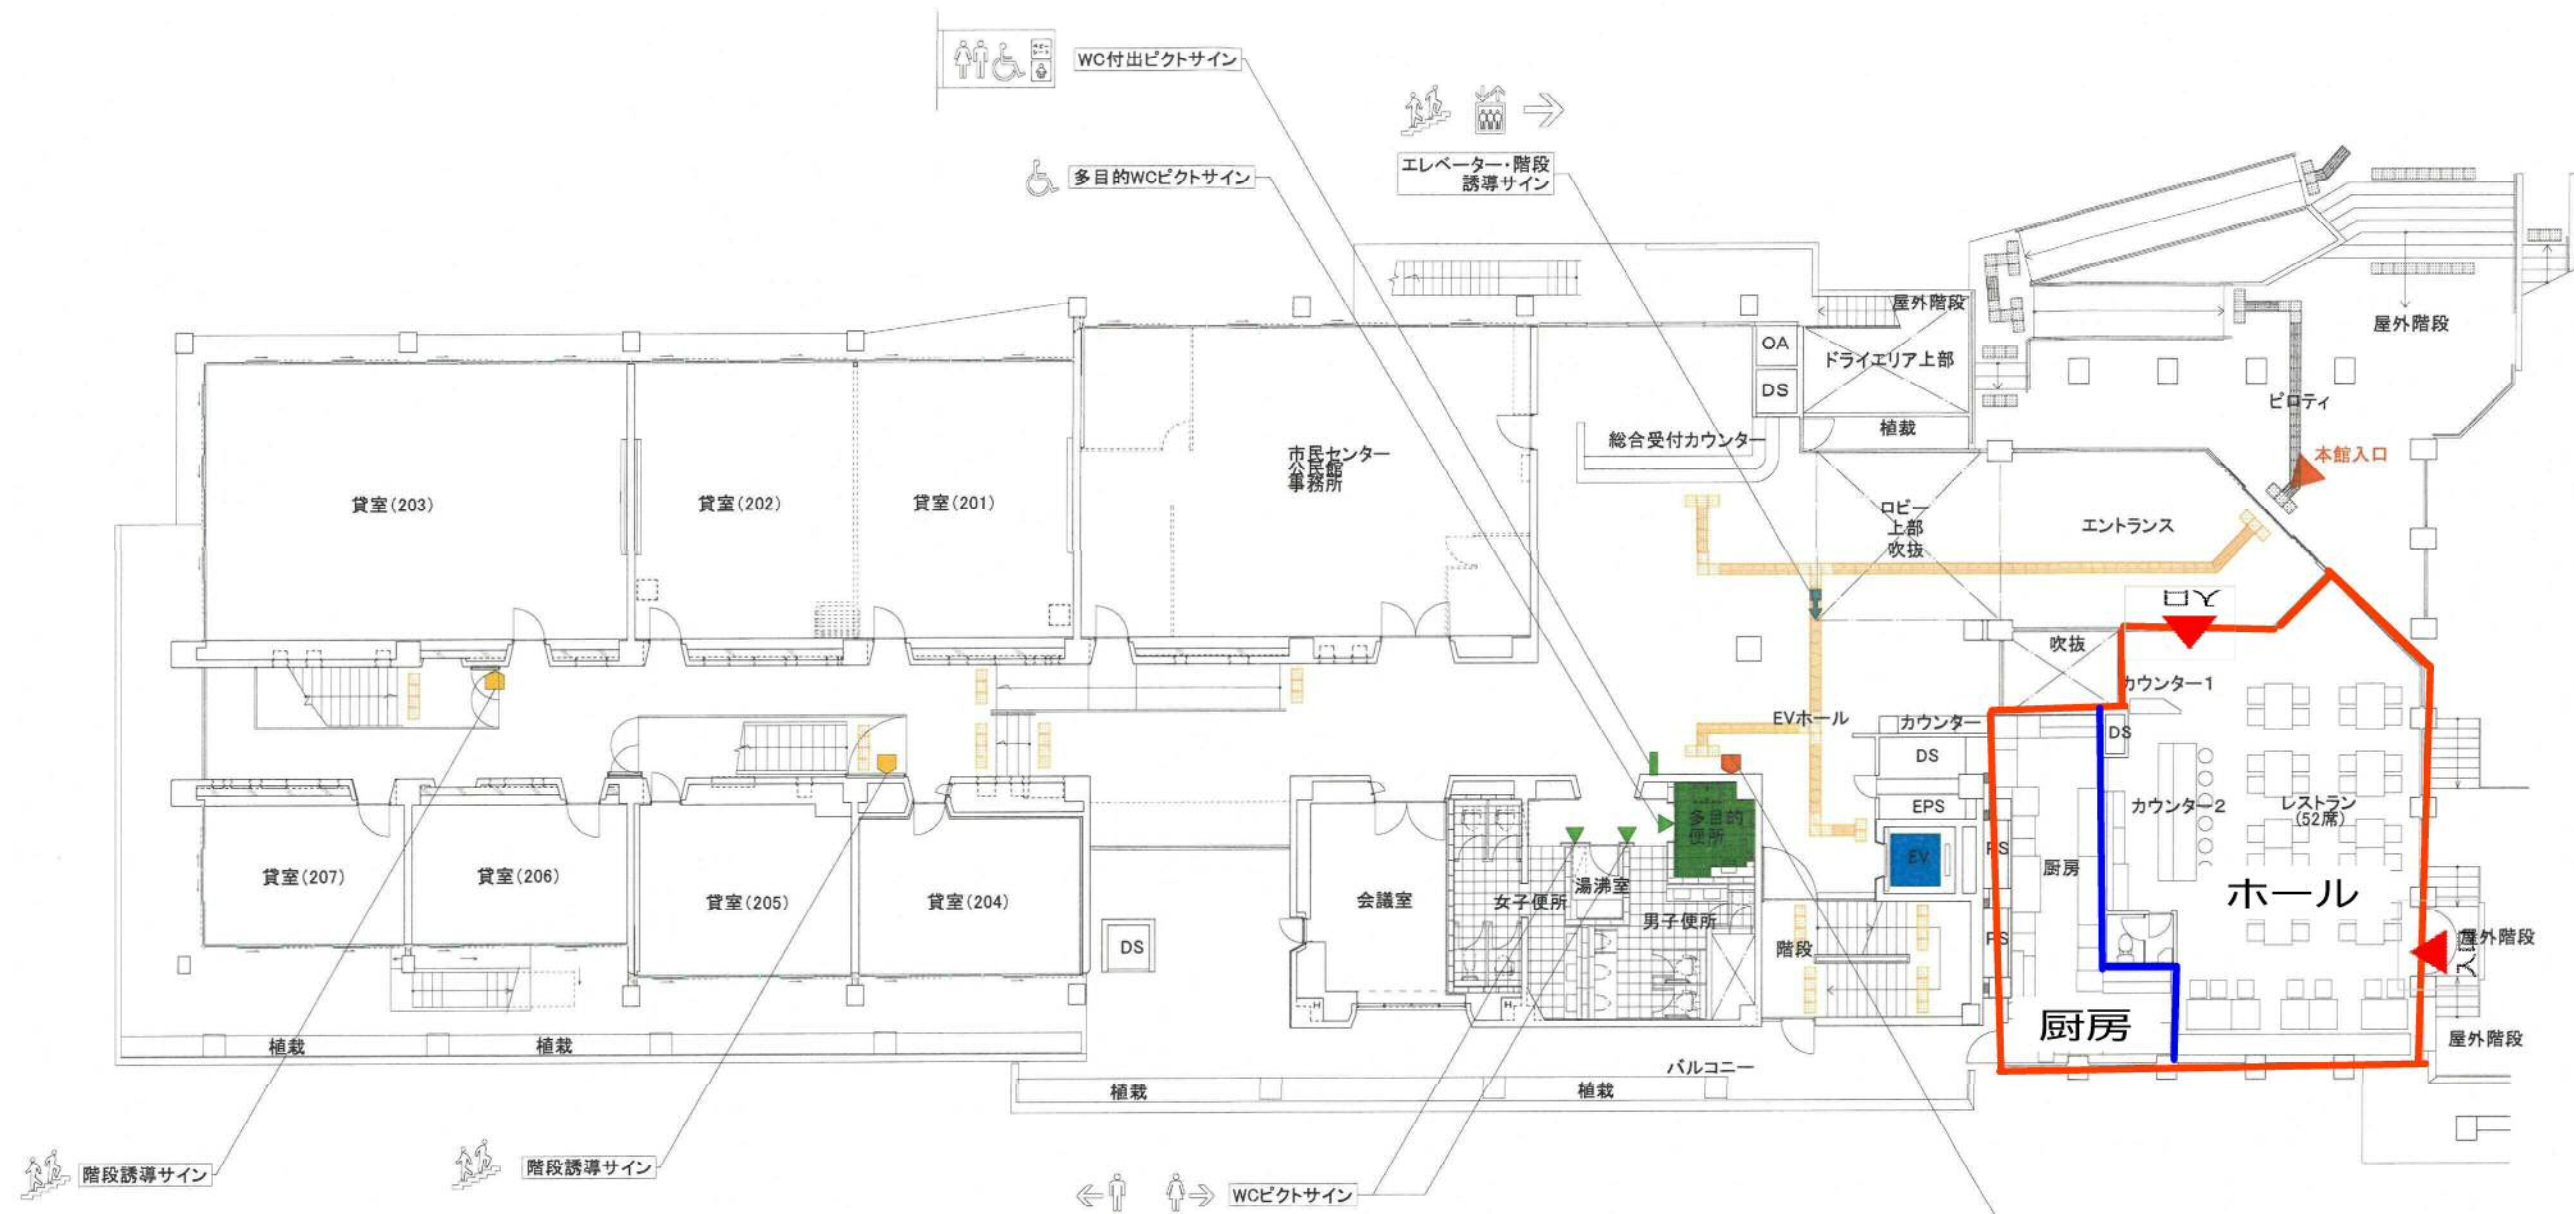 WC付出ピクトサイン
多目的WCピクトサイン
エレベーター・階段
誘導サイン
屋外階段
屋外階段
OA
DS
ドライエリア上部
植栽
ピロティ
本館入口
総合受付カウンター
市民センター
公民館
事務所
貸室(203)
貸室(202)
貸室(201)
ロビー
上部
吹抜
エントランス
入口
吹抜
カウンター1
EVホール
カウンター
DS
DS
EPS
EV
PS
PS
カウンター2
レストラン
(52席)
厨房
ホール
多目的
便所
湯沸室
女子便所
男子便所
会議室
階段
貸室(207)
貸室(206)
貸室(205)
貸室(204)
DS
屋外階段
屋外階段
厨房
H
H
植栽
植栽
植栽
植栽
バルコニー
階段誘導サイン
階段誘導サイン
WCピクトサイン